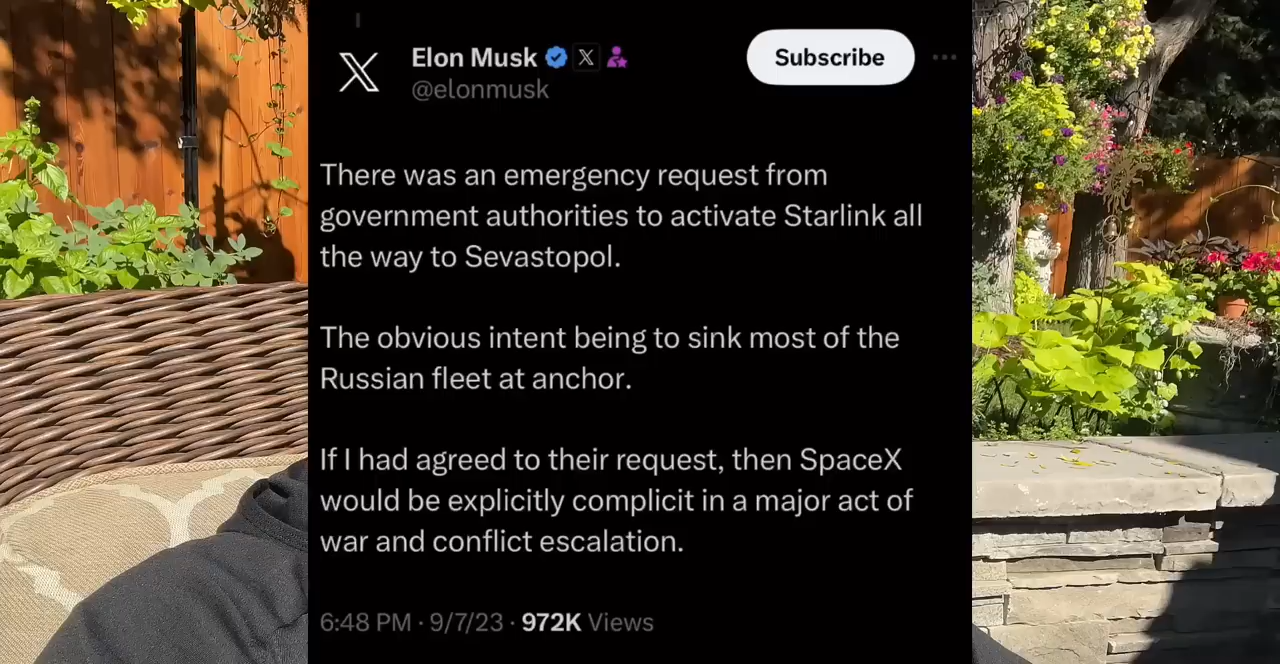 Elon Musk
Subscribe
@elonmusk
There was an emergency request from
government authorities to activate Starlink all
the way to Sevastopol.
The obvious intent being to sink most of the
Russian fleet at anchor.
If I had agreed to their request, then SpaceX
would be explicitly complicit in a major act of
war and conflict escalation.
6:48 PM · 9/7/23 · 972K Views